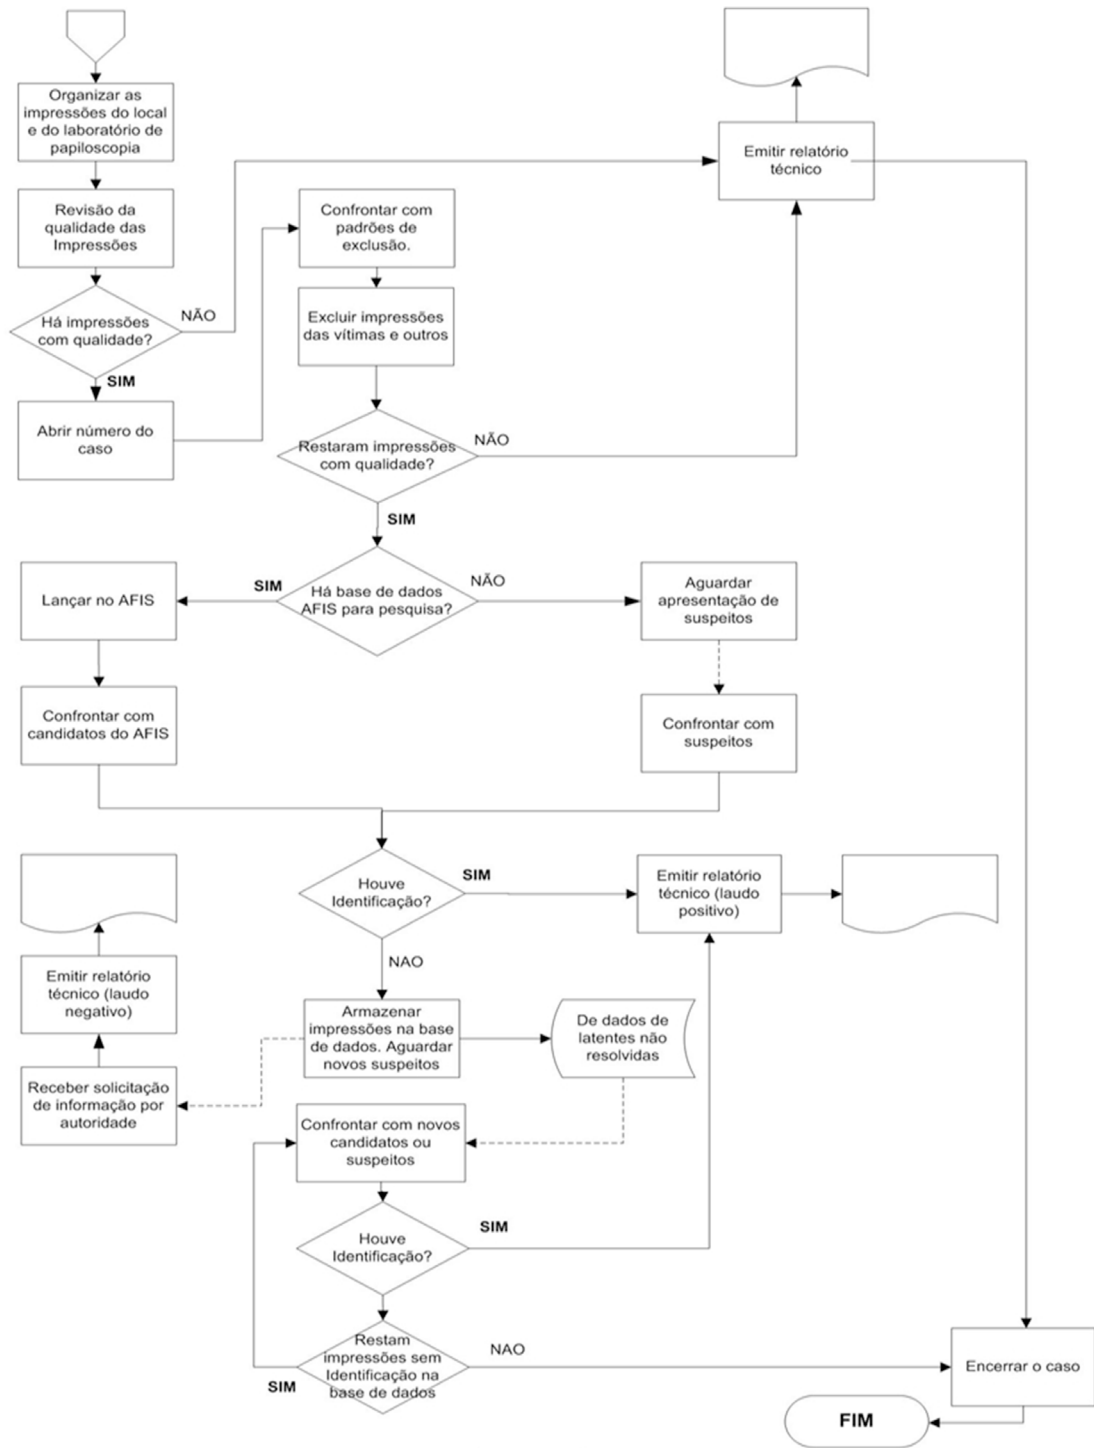 Organizar as
impressões do local
e do laboratório de
papiloscopia
Emitir relatório
técnico
Revisão da
qualidade das
Impressões
Confrontar com
padrões de
exclusão.
NÃO
Há impressões
com qualidade?
Excluir impressões
das vítimas e outros
SIM
Abrir número do
caso
Restaram impressões
com qualidade?
NÃO
SIM
Lançar no AFIS
SIM
Há base de dados
AFIS para pesquisa?
NÃO
Aguardar
apresentação de
suspeitos
Confrontar com
candidatos do AFIS
Confrontar com
suspeitos
Houve
Identificação?
SIM
Emitir relatório
técnico (laudo
positivo)
NAO
Emitir relatório
técnico (laudo
negativo)
Armazenar
impressões na base
de dados. Aguardar
novos suspeitos
De dados de
latentes não
resolvidas
Receber solicitação
de informação por
autoridade
Confrontar com novos
candidatos ou
suspeitos
Houve
Identificação?
SIM
Restam
impressões sem
Identificação na
base de dados
NAO
SIM
Encerrar o caso
FIM